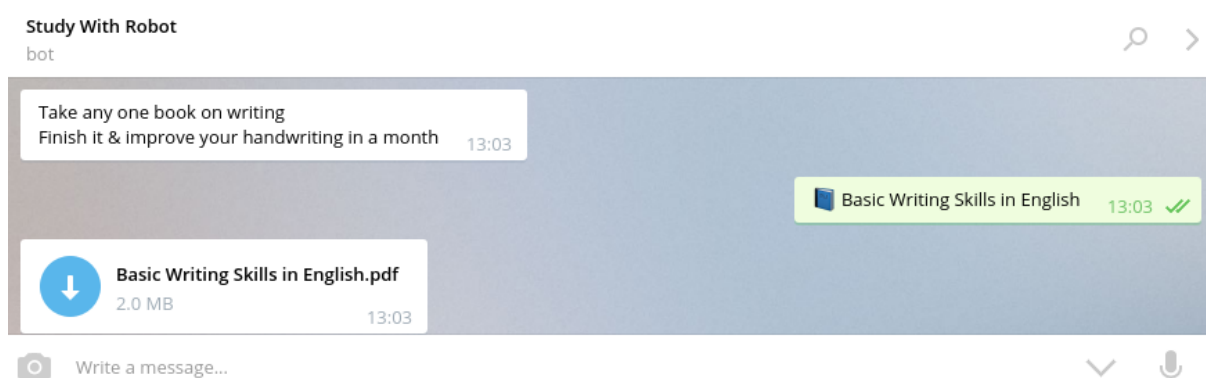 Study With Robot
bot
Take any one book on writing
Finish it & improve your handwriting in a month 13:03
📘 Basic Writing Skills in English 13:03
Basic Writing Skills in English.pdf
2.0 MB
13:03
Write a message...